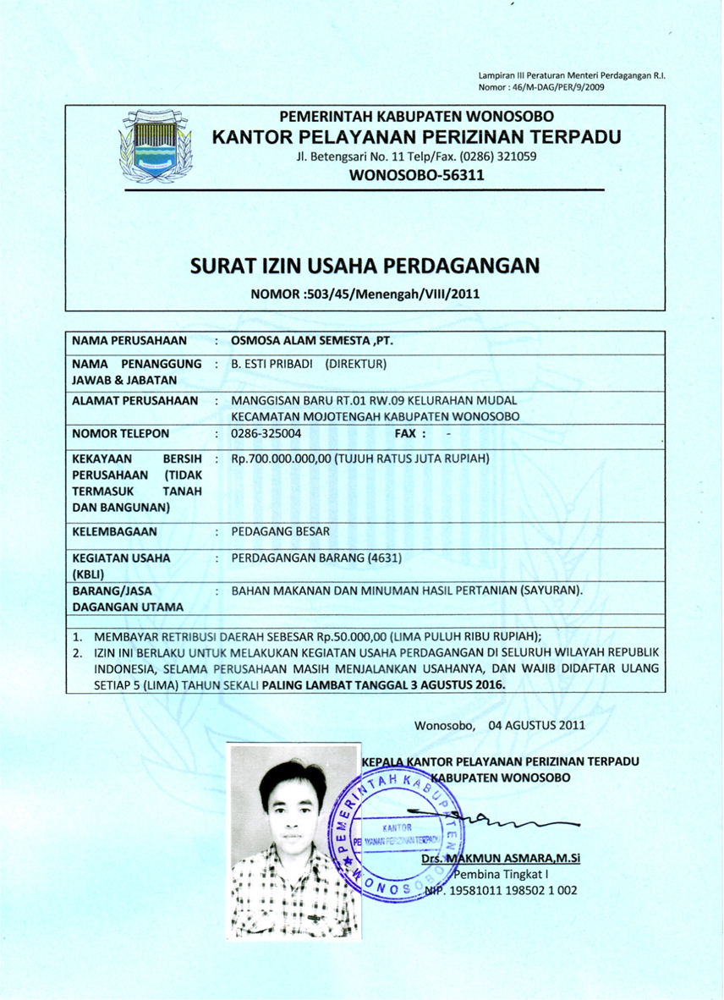 Lampiran III Peraturan Menteri Perdagangan R.I.
Nomor : 46/M-DAG/PER/9/2009
PEMERINTAH KABUPATEN WONOSOBO
KANTOR PELAYANAN PERIZINAN TERPADU
Jl. Betengsari No. 11 Telp/Fax. (0286) 321059
WONOSOBO-56311
SURAT IZIN USAHA PERDAGANGAN
NOMOR :503/45/Menengah/VIII/2011
NAMA PERUSAHAAN : OSMOSA ALAM SEMESTA ,PT.
NAMA PENANGGUNG : B. ESTI PRIBADI (DIREKTUR)
JAWAB & JABATAN
ALAMAT PERUSAHAAN : MANGGISAN BARU RT.01 RW.09 KELURAHAN MUDAL
KECAMATAN MOJOTENGAH KABUPATEN WONOSOBO
NOMOR TELEPON : 0286-325004 FAX : -
KEKAYAAN BERSIH : Rp.700.000.000,00 (TUJUH RATUS JUTA RUPIAH)
PERUSAHAAN (TIDAK
TERMASUK TANAH
DAN BANGUNAN)
KELEMBAGAAN : PEDAGANG BESAR
KEGIATAN USAHA : PERDAGANGAN BARANG (4631)
(KBLI)
BARANG/JASA : BAHAN MAKANAN DAN MINUMAN HASIL PERTANIAN (SAYURAN).
DAGANGAN UTAMA
1. MEMBAYAR RETRIBUSI DAERAH SEBESAR Rp.50.000,00 (LIMA PULUH RIBU RUPIAH);
2. IZIN INI BERLAKU UNTUK MELAKUKAN KEGIATAN USAHA PERDAGANGAN DI SELURUH WILAYAH REPUBLIK
INDONESIA, SELAMA PERUSAHAAN MASIH MENJALANKAN USAHANYA, DAN WAJIB DIDAFTAR ULANG
SETIAP 5 (LIMA) TAHUN SEKALI PALING LAMBAT TANGGAL 3 AGUSTUS 2016.
Wonosobo, 04 AGUSTUS 2011
KEPALA KANTOR PELAYANAN PERIZINAN TERPADU
KABUPATEN WONOSOBO
PEMERINTAH KABUPATEN
KANTOR
PELAYANAN PERIZINAN TERPADU
WONOSOBO
Drs. MAKMUN ASMARA,M.Si
Pembina Tingkat I
NIP. 19581011 198502 1 002